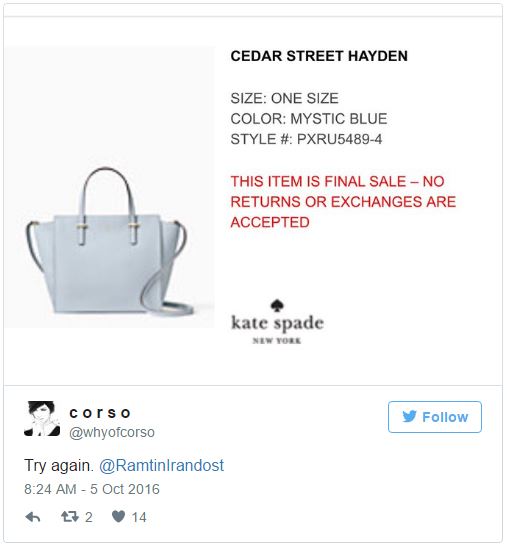 CEDAR STREET HAYDEN
SIZE: ONE SIZE
COLOR: MYSTIC BLUE
STYLE #: PXRU5489-4
THIS ITEM IS FINAL SALE – NO
RETURNS OR EXCHANGES ARE
ACCEPTED
kate spade
NEW YORK
c o r s o
@whyofcorso
Follow
Try again. @RamtinIrandost
8:24 AM - 5 Oct 2016
2 14